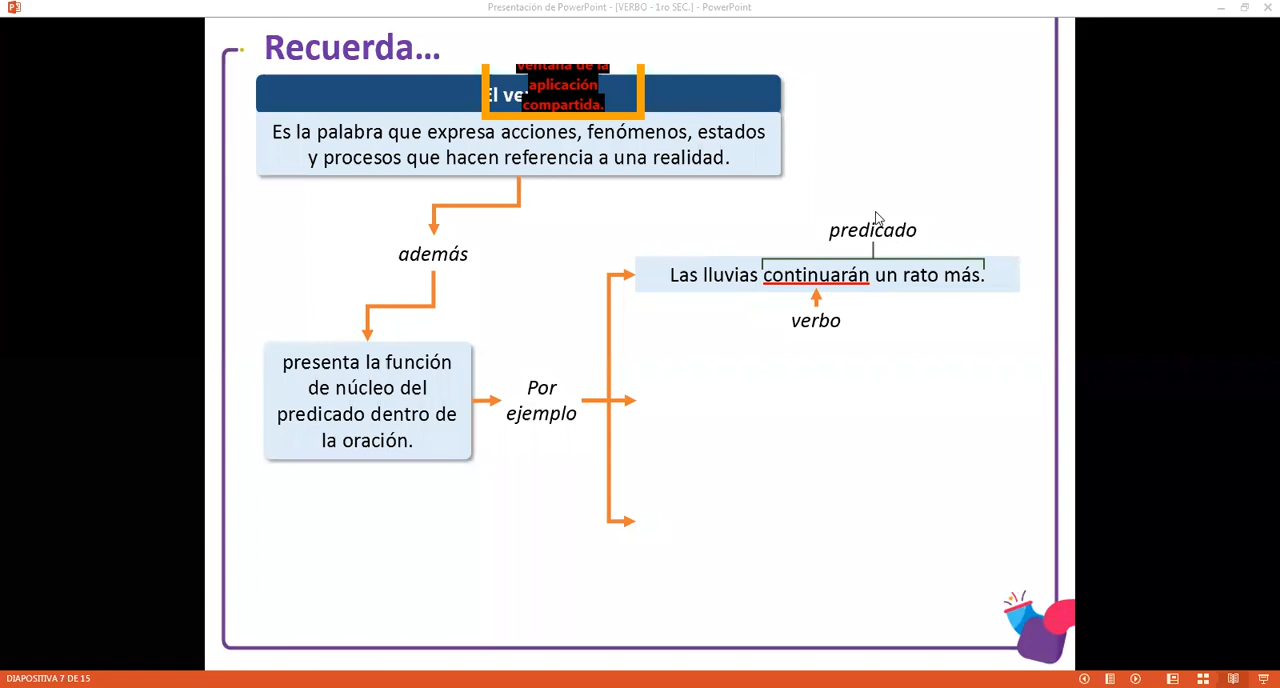 Presentación de PowerPoint - [VERBO - 1ro SEC.] - PowerPoint
Recuerda...
ventana de la
aplicación
compartida.
El
Es la palabra que expresa acciones, fenómenos, estados
y procesos que hacen referencia a una realidad.
además
predicado
Las lluvias continuarán un rato más.
verbo
presenta la función
de núcleo del
predicado dentro de
la oración.
Por
ejemplo
DIAPOSITIVA 7 DE 15